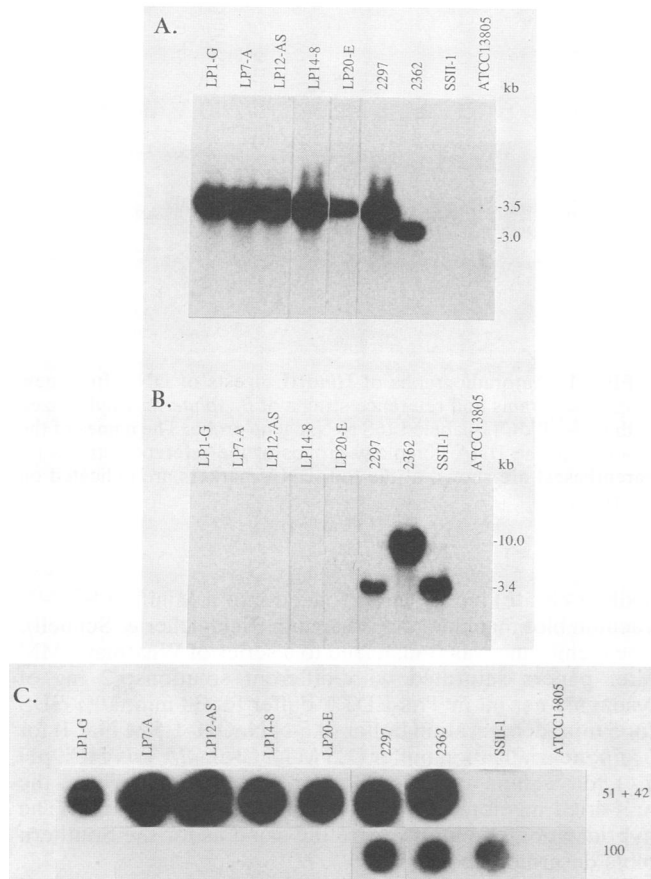 A.
LP1-G
LP7-A
LP12-AS
LP14-8
LP20-E
2297
2362
SSII-1
ATCC13805
kb
-3.5
-3.0
B.
LP1-G
LP7-A
LP12-AS
LP14-8
LP20-E
2297
2362
SSII-1
ATCC13805
kb
-10.0
-3.4
C.
LP1-G
LP7-A
LP12-AS
LP14-8
LP20-E
2297
2362
SSII-1
ATCC13805
51 + 42
100